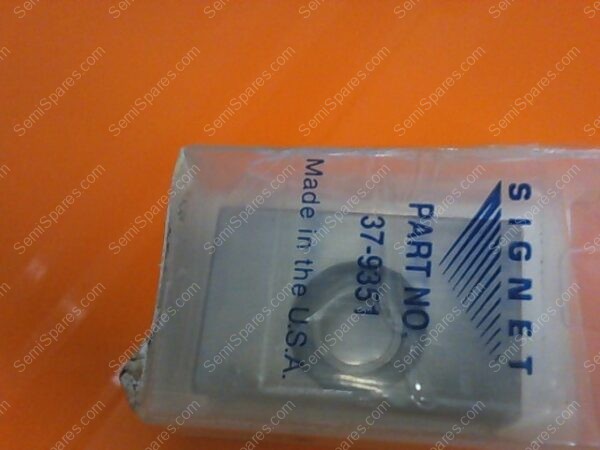 SIGNET
PART NO.
37-9351
Made in the U.S.A.
SemiSpares.com